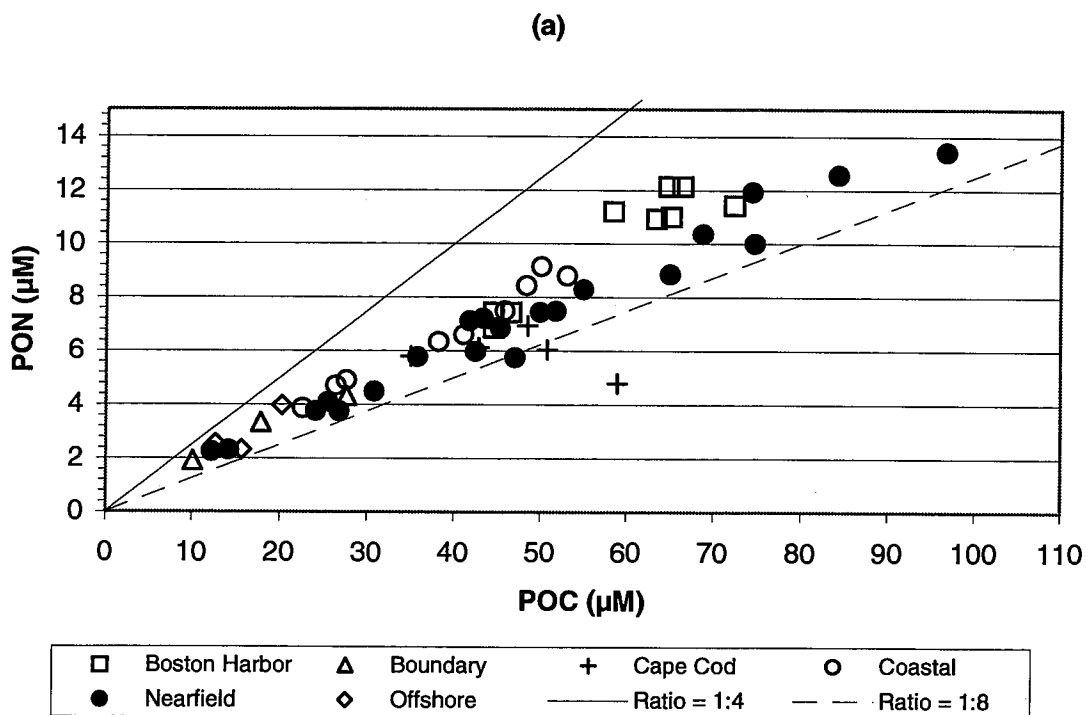 (a)
PON (µM)
14
12
10
8
6
4
2
0
0 10 20 30 40 50 60 70 80 90 100 110
POC (µM)
Boston Harbor Boundary Cape Cod Coastal
Nearfield Offshore Ratio = 1:4 Ratio = 1:8